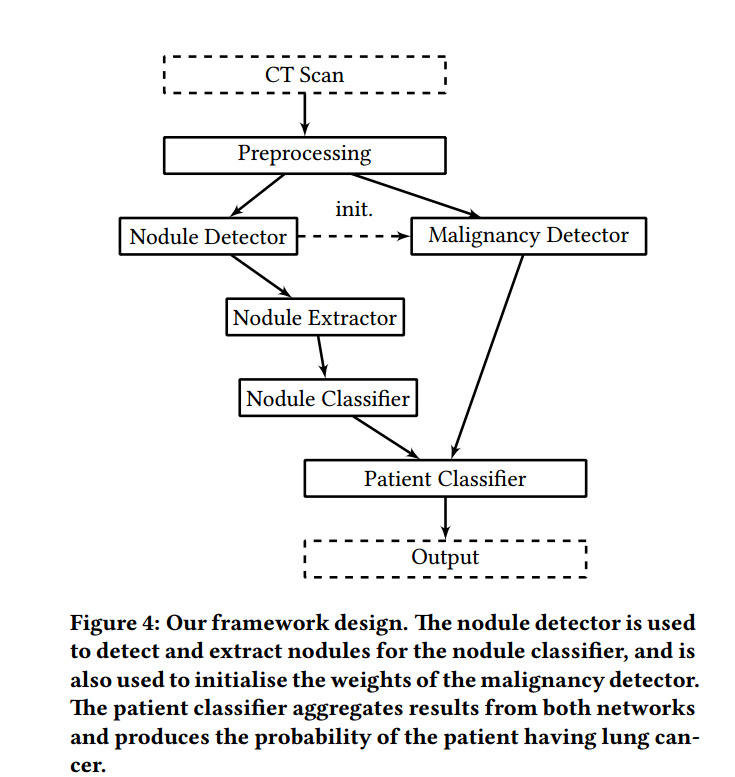 CT Scan
Preprocessing
init.
Nodule Detector
Malignancy Detector
Nodule Extractor
Nodule Classifier
Patient Classifier
Output
Figure 4: Our framework design. The nodule detector is used
to detect and extract nodules for the nodule classifier, and is
also used to initialise the weights of the malignancy detector.
The patient classifier aggregates results from both networks
and produces the probability of the patient having lung can-
cer.